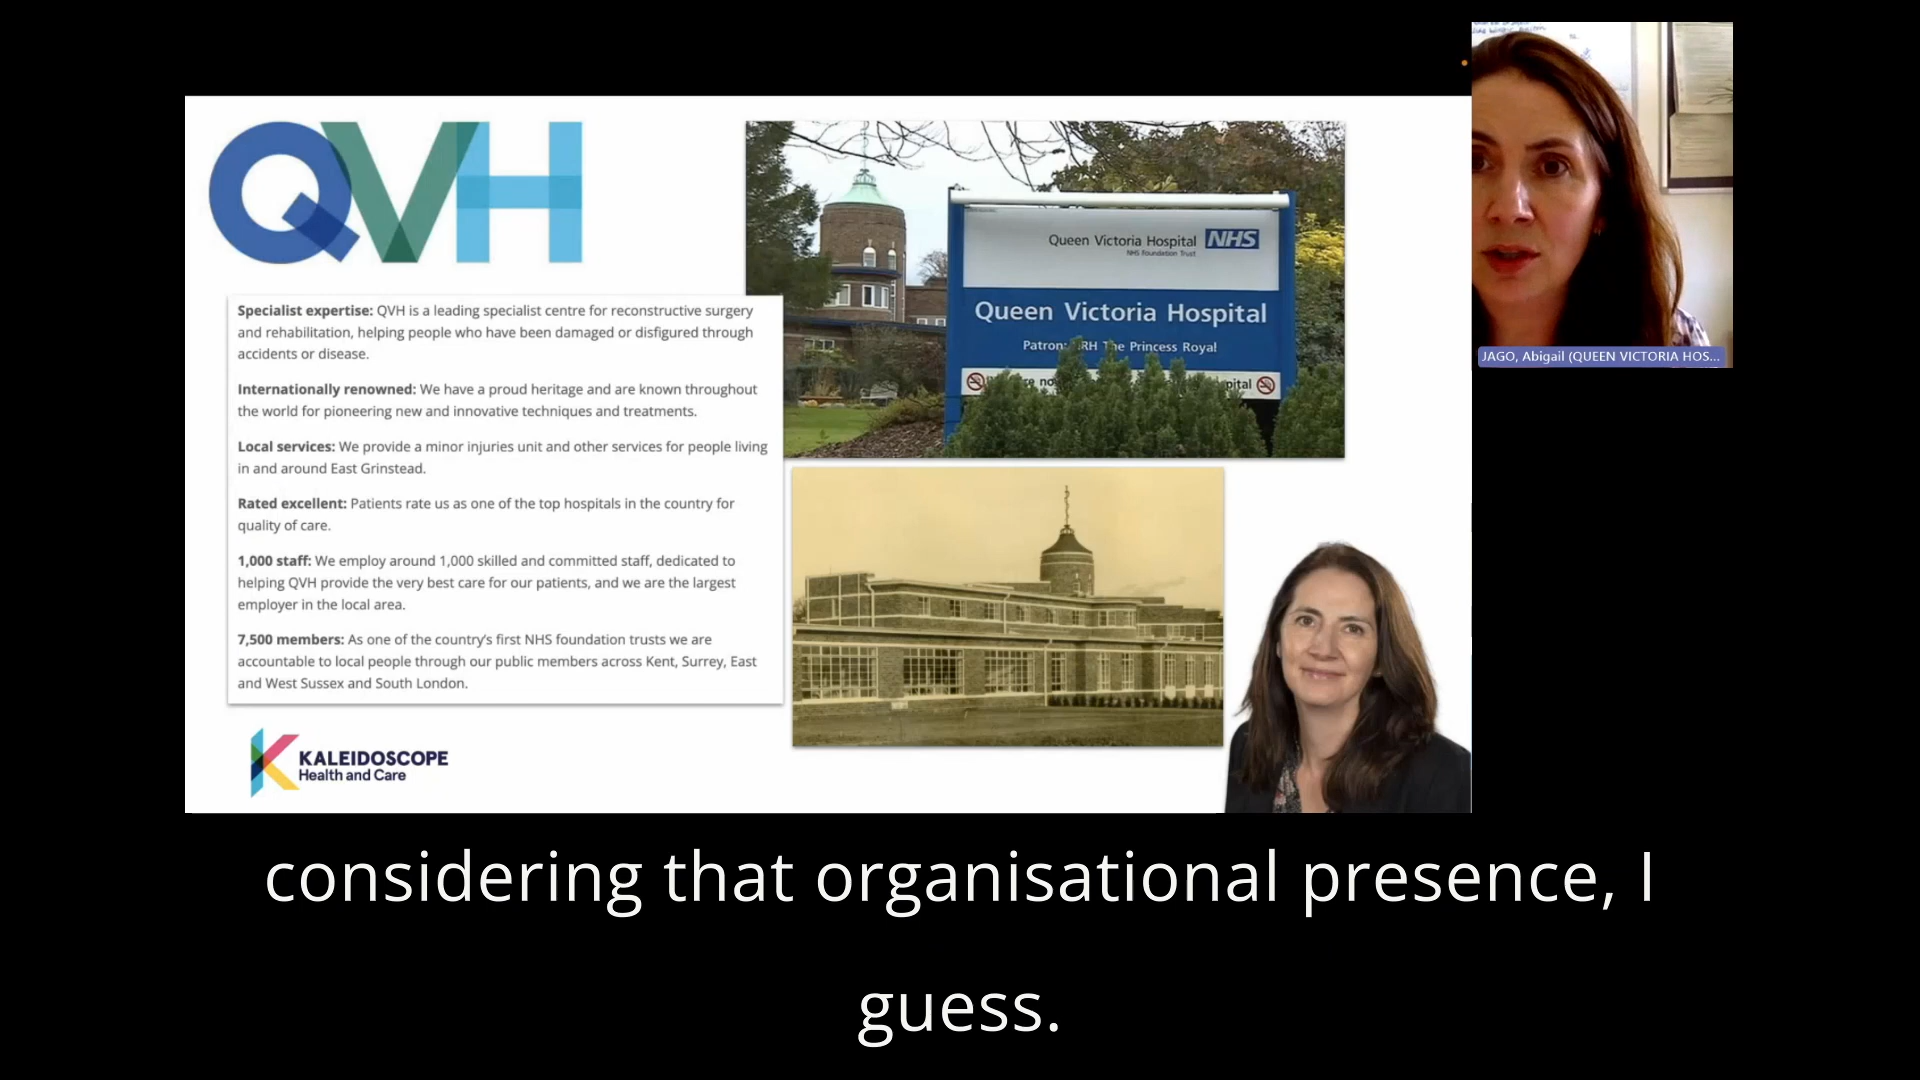 QVH
Specialist expertise: QVH is a leading specialist centre for reconstructive surgery
and rehabilitation, helping people who have been damaged or disfigured through
accidents or disease.
Internationally renowned: We have a proud heritage and are known throughout
the world for pioneering new and innovative techniques and treatments.
Local services: We provide a minor injuries unit and other services for people living
in and around East Grinstead.
Rated excellent: Patients rate us as one of the top hospitals in the country for
quality of care.
1,000 staff: We employ around 1,000 skilled and committed staff, dedicated to
helping QVH provide the very best care for our patients, and we are the largest
employer in the local area.
7,500 members: As one of the country's first NHS foundation trusts we are
accountable to local people through our public members across Kent, Surrey, East
and West Sussex and South London.
KALEIDOSCOPE
Health and Care
Queen Victoria Hospital NHS
NHS Foundation Trust
Queen Victoria Hospital
Patron: HRH The Princess Royal
JAGO, Abigail (QUEEN VICTORIA HOS...
considering that organisational presence, I
guess.